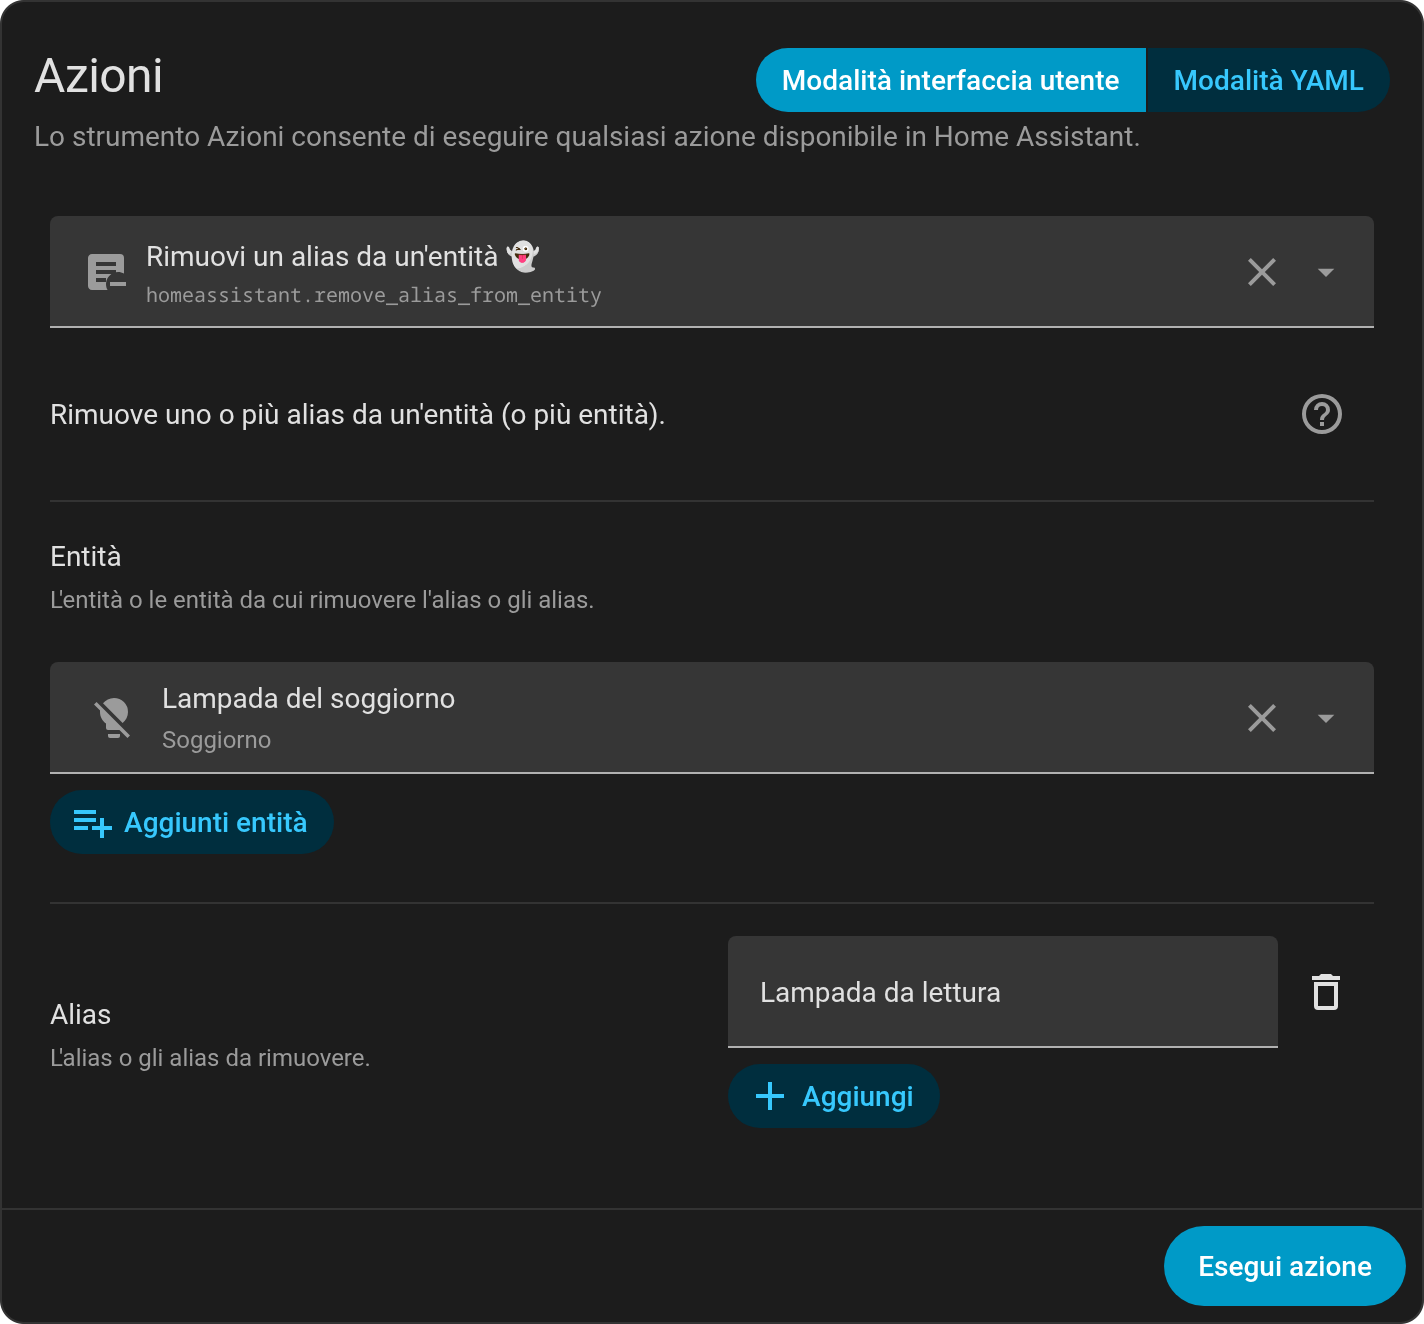 Azioni
Modalità interfaccia utente
Modalità YAML
Lo strumento Azioni consente di eseguire qualsiasi azione disponibile in Home Assistant.
Rimuovi un alias da un'entità 👻
homeassistant.remove_alias_from_entity
Rimuove uno o più alias da un'entità (o più entità).
Entità
L'entità o le entità da cui rimuovere l'alias o gli alias.
Lampada del soggiorno
Soggiorno
Aggiunti entità
Lampada da lettura
Alias
L'alias o gli alias da rimuovere.
Aggiungi
Esegui azione